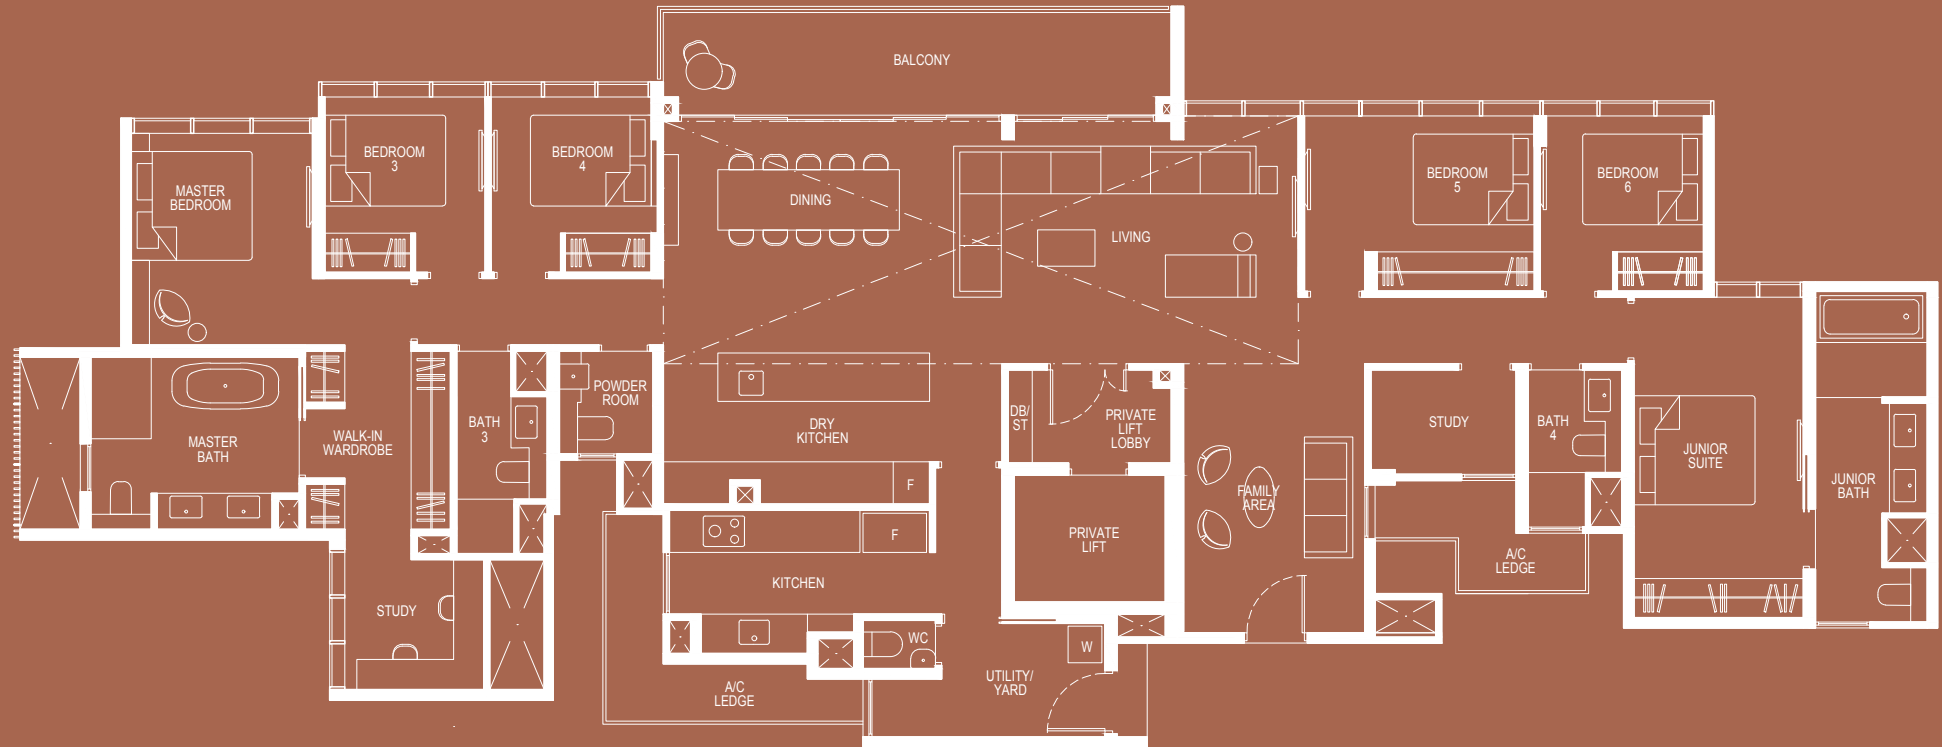 BALCONY
MASTER
BEDROOM
BEDROOM
3
BEDROOM
4
DINING
LIVING
BEDROOM
5
BEDROOM
6
MASTER
BATH
WALK-IN
WARDROBE
BATH
3
POWDER
ROOM
DRY
KITCHEN
F
DB/
ST
PRIVATE
LIFT
LOBBY
PRIVATE
LIFT
FAMILY
AREA
STUDY
BATH
4
JUNIOR
SUITE
JUNIOR
BATH
A/C
LEDGE
F
KITCHEN
STUDY
WC
W
UTILITY/
YARD
A/C
LEDGE